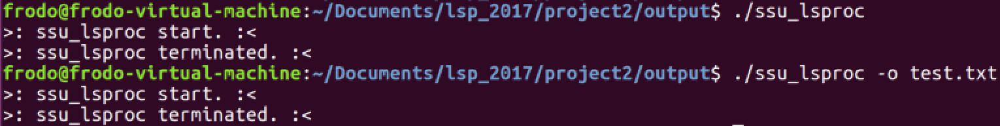 frodo@frodo-virtual-machine:~/Documents/lsp_2017/project2/output$ ./ssu_lsproc
>: ssu_lsproc start. :<
>: ssu_lsproc terminated. :<
frodo@frodo-virtual-machine:~/Documents/lsp_2017/project2/output$ ./ssu_lsproc -o test.txt
>: ssu_lsproc start. :<
>: ssu_lsproc terminated. :<